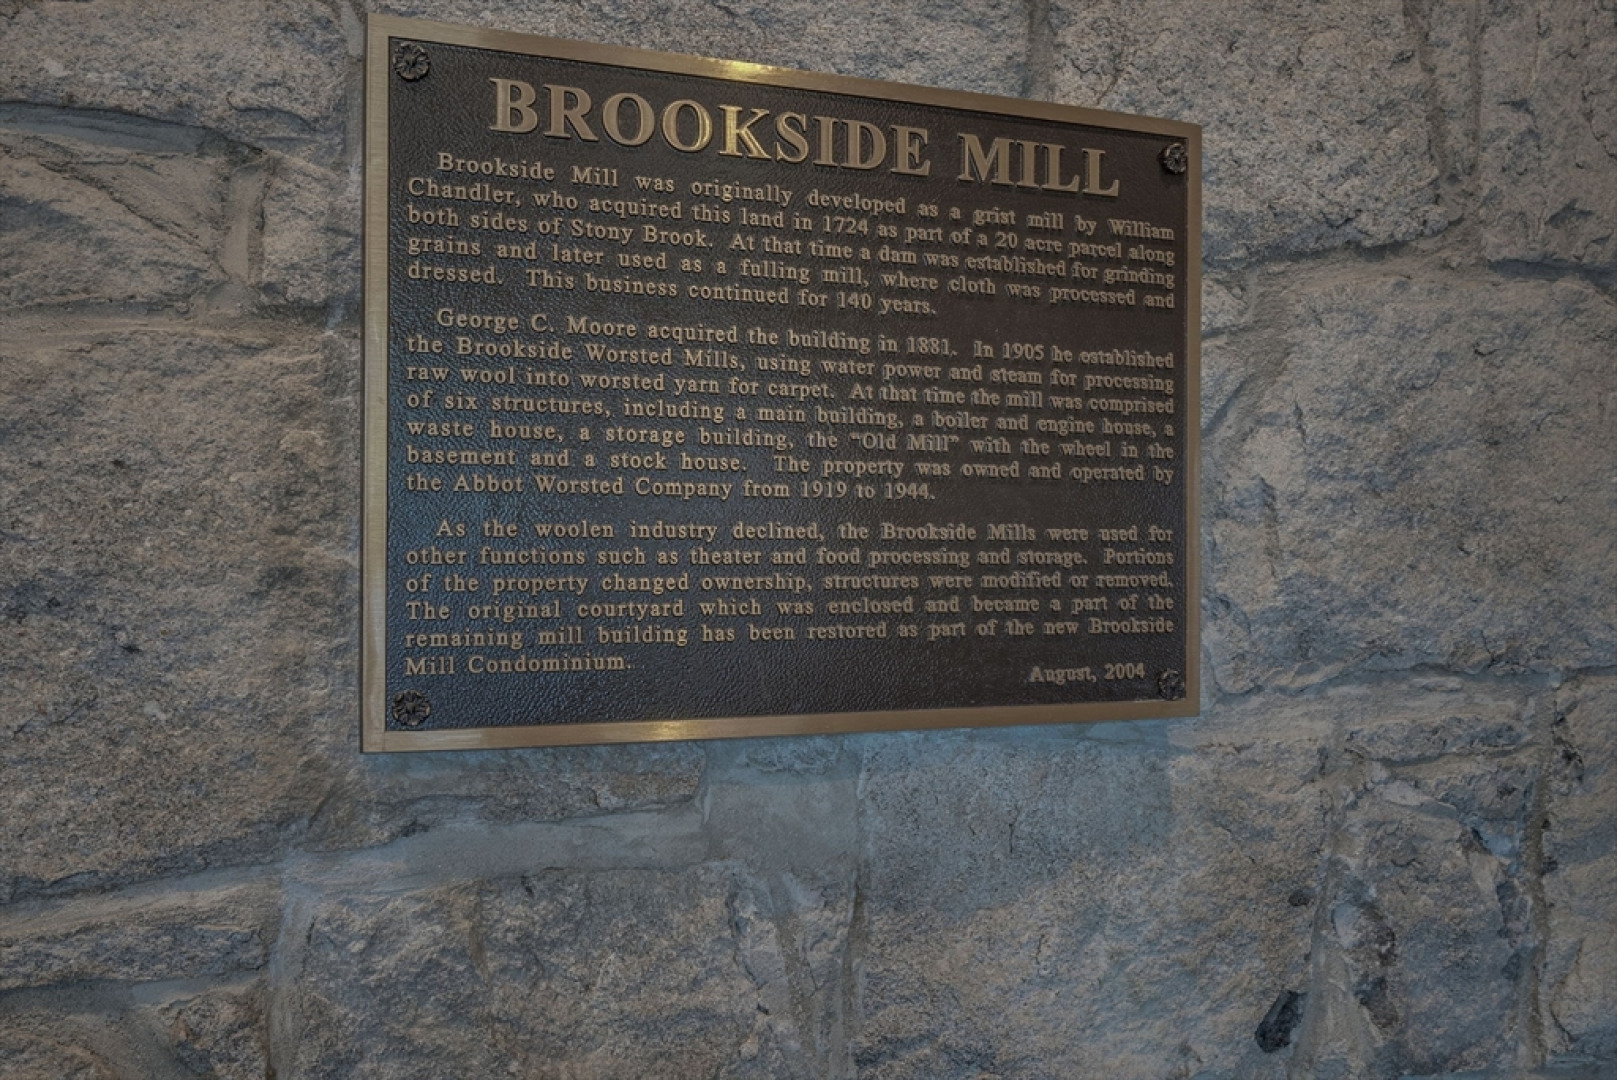 BROOKSIDE MILL
Brookside Mill was originally developed as a grist mill by William
Chandler, who acquired this land in 1724 as part of a 20 acre parcel along
both sides of Stony Brook. At that time a dam was established for grinding
grains and later used as a fulling mill, where cloth was processed and
dressed. This business continued for 140 years.
George C. Moore acquired the building in 1881. In 1905 he established
the Brookside Worsted Mills, using water power and steam for processing
raw wool into worsted yarn for carpet. At that time the mill was comprised
of six structures, including a main building, a boiler and engine house, a
waste house, a storage building, the "Old Mill" with the wheel in the
basement and a stock house. The property was owned and operated by
the Abbot Worsted Company from 1919 to 1944.
As the woolen industry declined, the Brookside Mills were used for
other functions such as theater and food processing and storage. Portions
of the property changed ownership, structures were modified or removed.
The original courtyard which was enclosed and became a part of the
remaining mill building has been restored as part of the new Brookside
Mill Condominium.
August, 2004